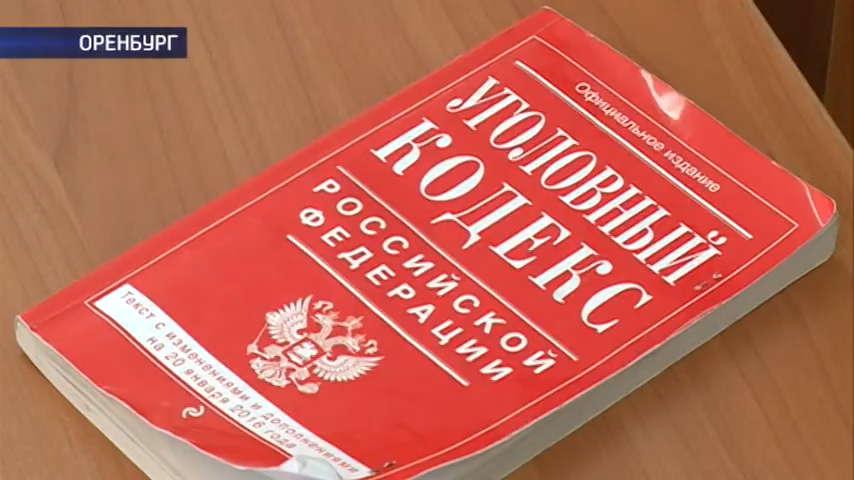 ОРЕНБУРГ
Официальное издание
УГОЛОВНЫЙ
КОДЕКС
РОССИЙСКОЙ
ФЕДЕРАЦИИ
Текст с изменениями и дополнениями
на 20 января 2016 года